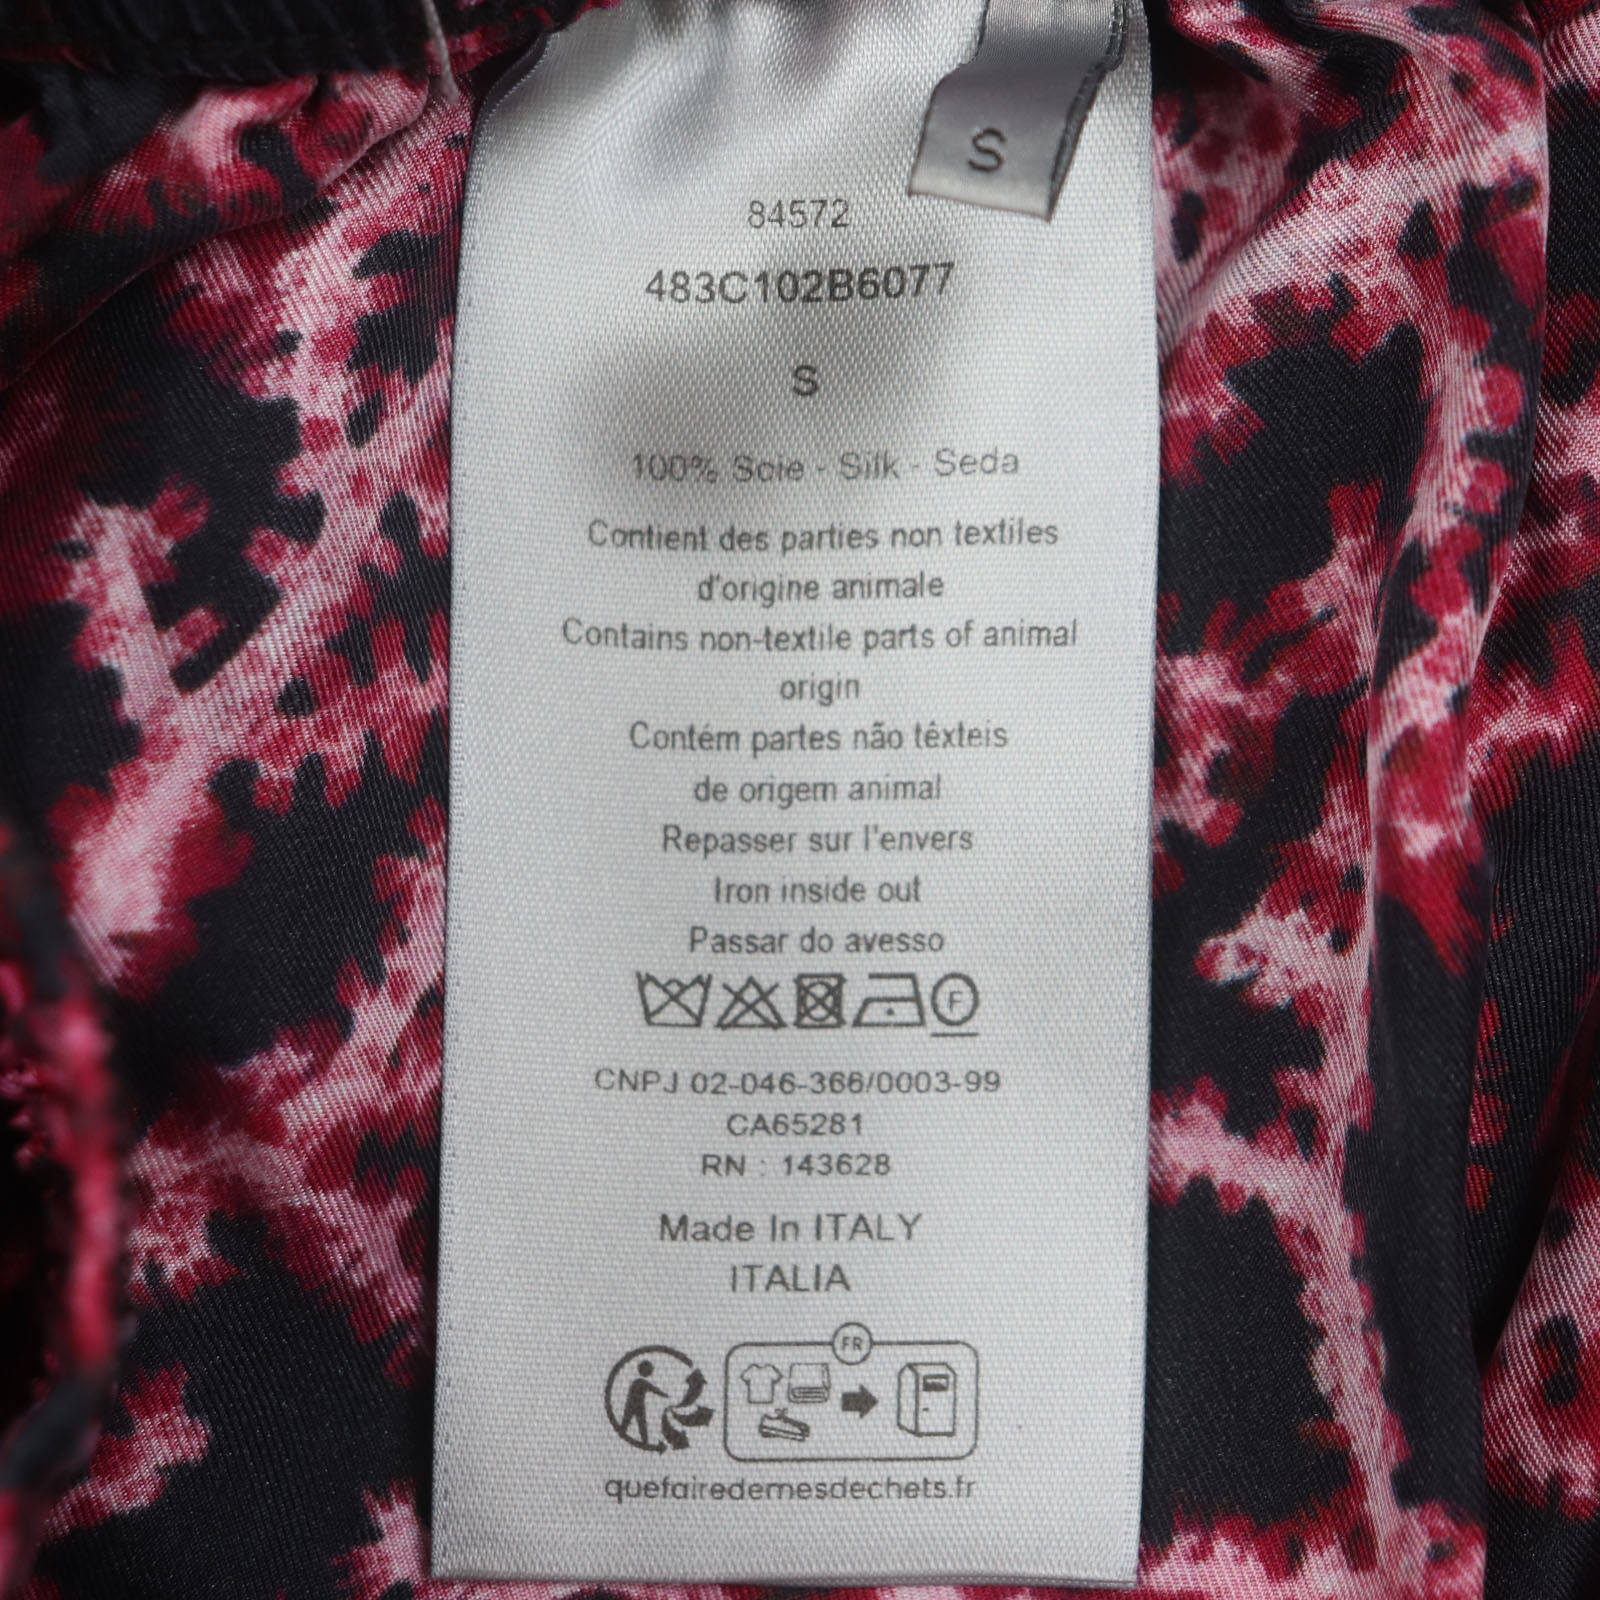 S
84572
483C102B6077
S
100% Soie - Silk - Seda
Contient des parties non textiles
d'origine animale
Contains non-textile parts of animal
origin
Contém partes não têxteis
de origem animal
Repasser sur l'envers
Iron inside out
Passar do avesso
F
CNPJ 02-046-366/0003-99
CA65281
RN : 143628
Made In ITALY
ITALIA
FR
quefairedemesdechets.fr